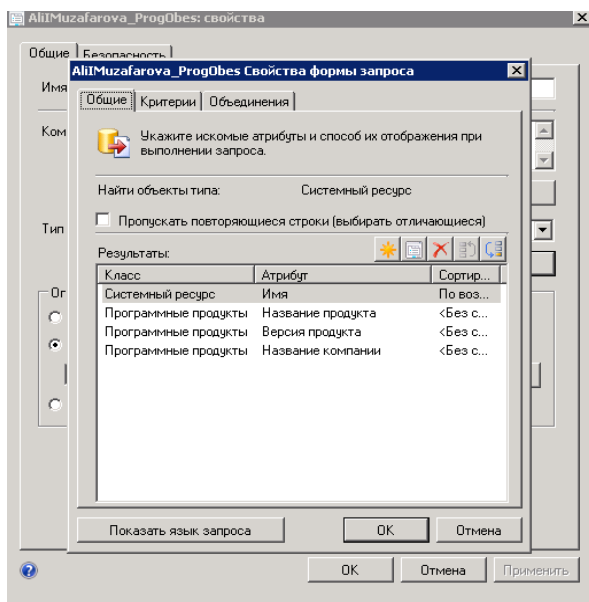 AliIMuzafarova_ProgObes: свойства
Общие Безопасность
AliIMuzafarova_ProgObes Свойства формы запроса
Имя
Общие Критерии Объединения
Ком
Укажите искомые атрибуты и способ их отображения при
выполнении запроса.
Найти объекты типа: Системный ресурс
Тип
Пропускать повторяющиеся строки (выбирать отличающиеся)
Результаты:
Класс Атрибут Сортир...
Ог
Системный ресурс Имя По воз...
Программные продукты Название продукта <Без с...
Программные продукты Версия продукта <Без с...
Программные продукты Название компании <Без с...
Показать язык запроса ОК Отмена
ОК Отмена Применить